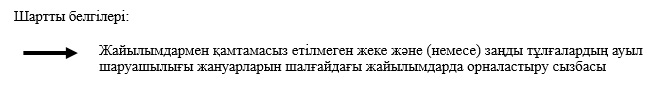 Шартты белгілері:
Жайылымдармен қамтамасыз етілмеген жеке және (немесе) заңды тұлғалардың ауыл
шаруашылығы жануарларын шалғайдағы жайылымдарда орналастыру сызбасы